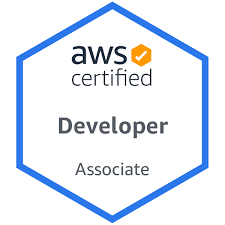 aws
certified
Developer
Associate